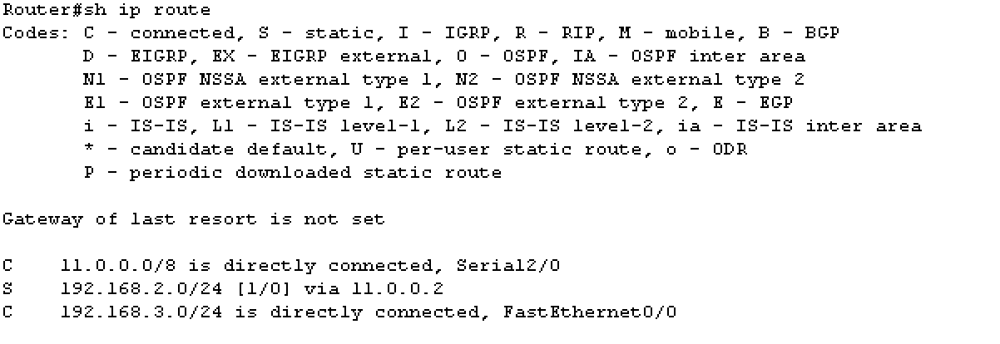 Router#sh ip route
Codes: C - connected, S - static, I - IGRP, R - RIP, M - mobile, B - BGP
       D - EIGRP, EX - EIGRP external, O - OSPF, IA - OSPF inter area
       N1 - OSPF NSSA external type 1, N2 - OSPF NSSA external type 2
       E1 - OSPF external type 1, E2 - OSPF external type 2, E - EGP
       i - IS-IS, L1 - IS-IS level-1, L2 - IS-IS level-2, ia - IS-IS inter area
       * - candidate default, U - per-user static route, o - ODR
       P - periodic downloaded static route
Gateway of last resort is not set
C    11.0.0.0/8 is directly connected, Serial2/0
S    192.168.2.0/24 [1/0] via 11.0.0.2
C    192.168.3.0/24 is directly connected, FastEthernet0/0